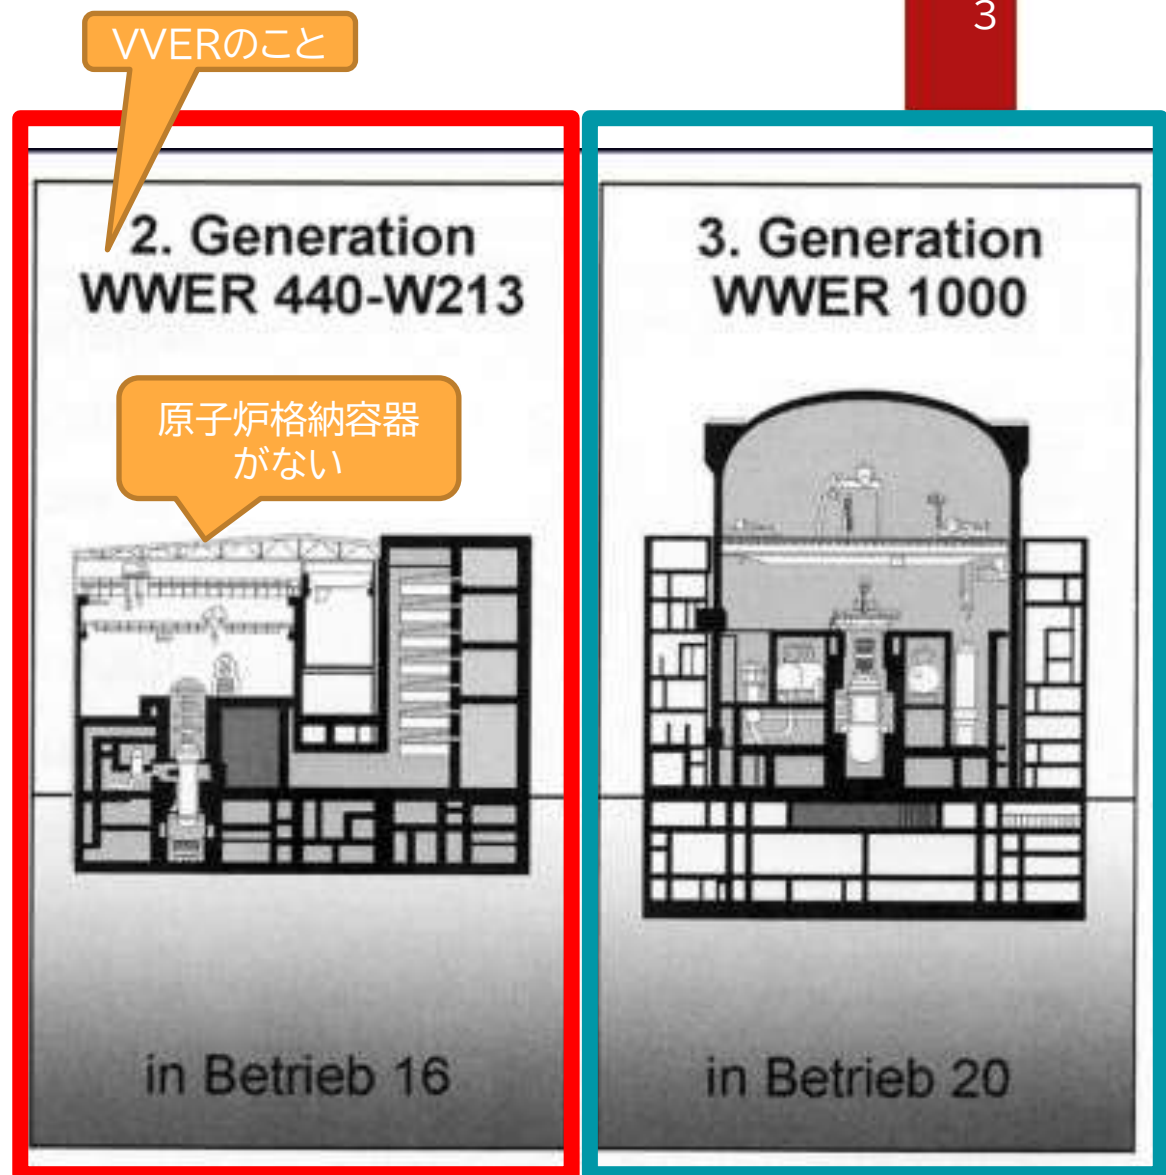 3
VVERのこと
2. Generation
WWER 440-W213
原子炉格納容器
がない
in Betrieb 16
3. Generation
WWER 1000
in Betrieb 20